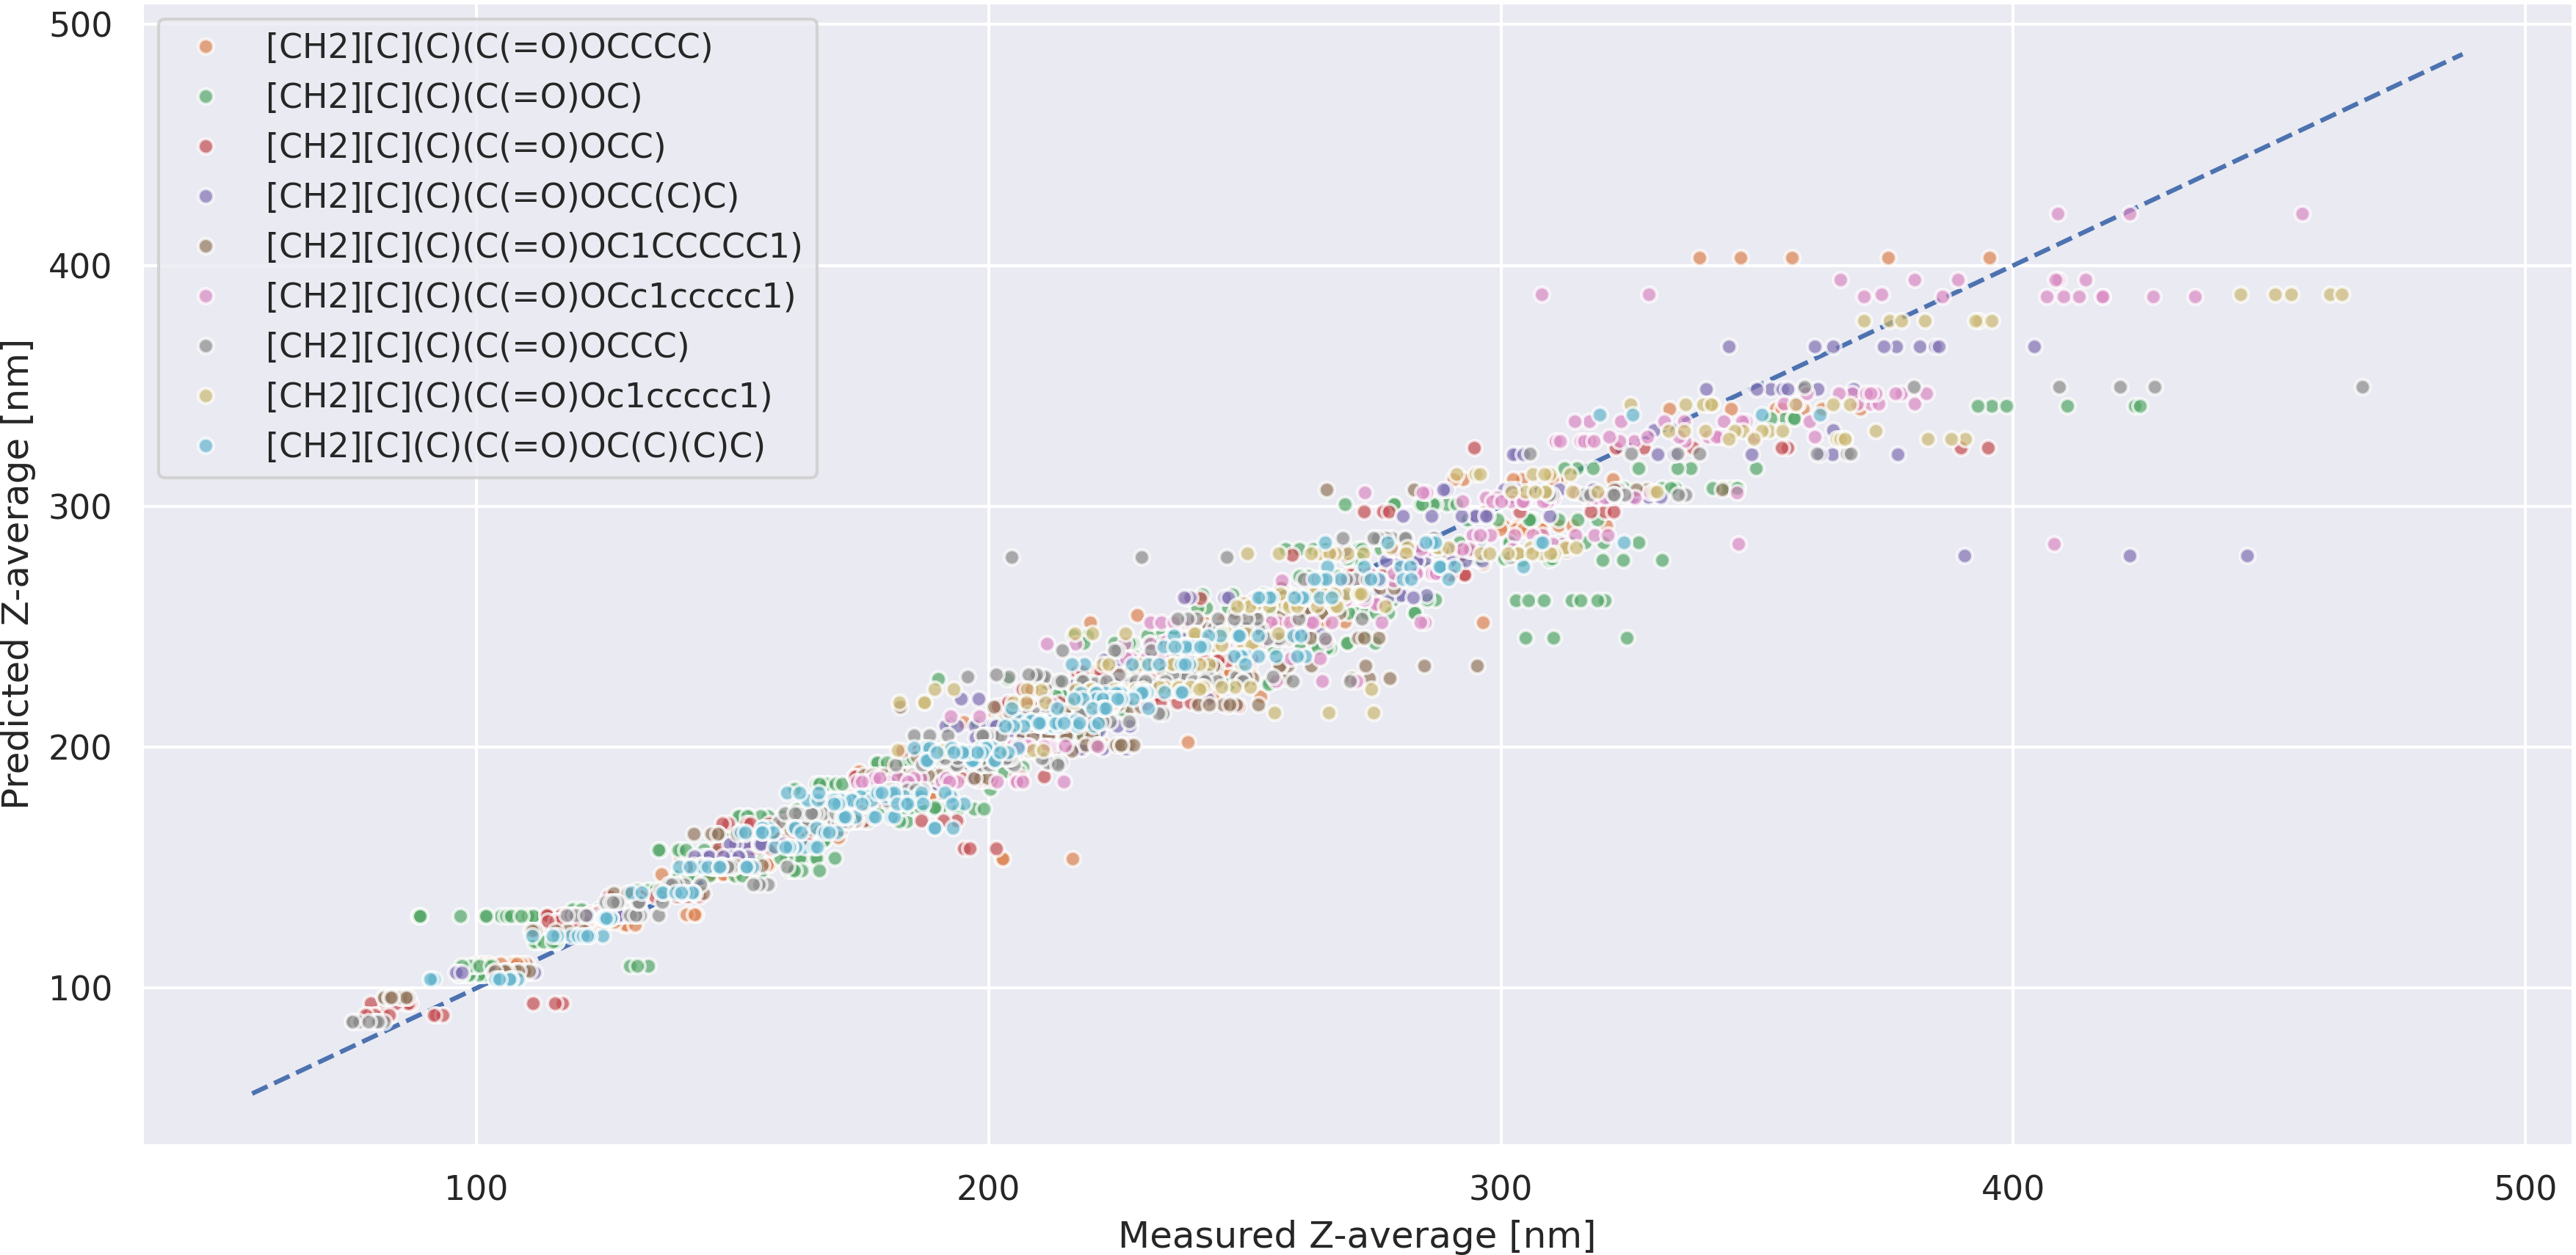 500
400
300
200
100
Predicted Z-average [nm]
[CH2][C](C)(C(=O)OCCCC)
[CH2][C](C)(C(=O)OC)
[CH2][C](C)(C(=O)OCC)
[CH2][C](C)(C(=O)OCC(C)C)
[CH2][C](C)(C(=O)OC1CCCCC1)
[CH2][C](C)(C(=O)OCc1ccccc1)
[CH2][C](C)(C(=O)OCCC)
[CH2][C](C)(C(=O)Oc1ccccc1)
[CH2][C](C)(C(=O)OC(C)(C)C)
100 200 300 400 500
Measured Z-average [nm]